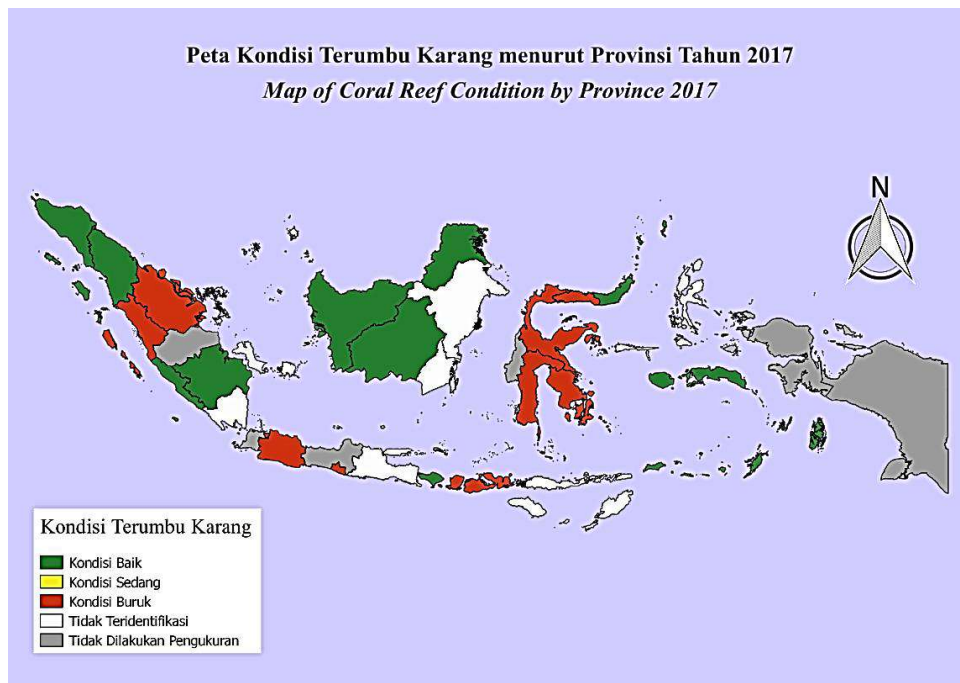 Peta Kondisi Terumbu Karang menurut Provinsi Tahun 2017
Map of Coral Reef Condition by Province 2017
N
Kondisi Terumbu Karang
Kondisi Baik
Kondisi Sedang
Kondisi Buruk
Tidak Teridentifikasi
Tidak Dilakukan Pengukuran